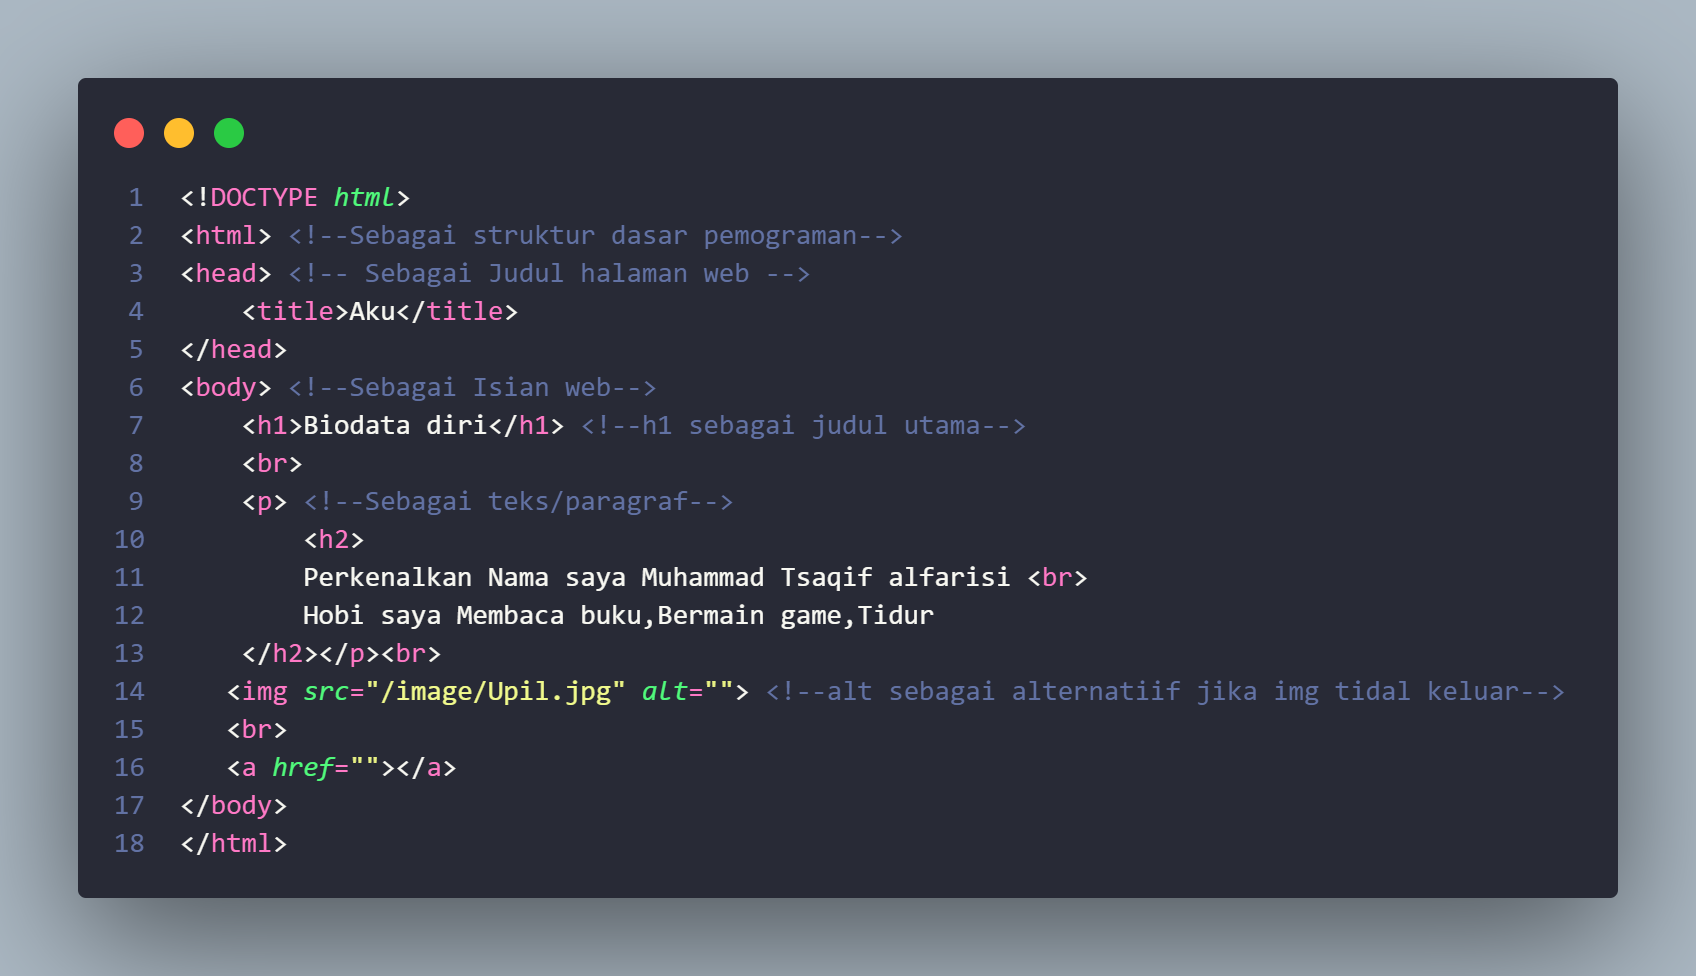 1 <!DOCTYPE html>
2 <html> <!--Sebagai struktur dasar pemograman-->
3 <head> <!-- Sebagai Judul halaman web -->
4     <title>Aku</title>
5 </head>
6 <body> <!--Sebagai Isian web-->
7     <h1>Biodata diri</h1> <!--h1 sebagai judul utama-->
8     <br>
9     <p> <!--Sebagai teks/paragraf-->
10         <h2>
11         Perkenalkan Nama saya Muhammad Tsaqif alfarisi <br>
12         Hobi saya Membaca buku,Bermain game,Tidur
13     </h2></p><br>
14    <img src="/image/Upil.jpg" alt=""> <!--alt sebagai alternatiif jika img tidal keluar-->
15    <br>
16    <a href=""></a>
17 </body>
18 </html>